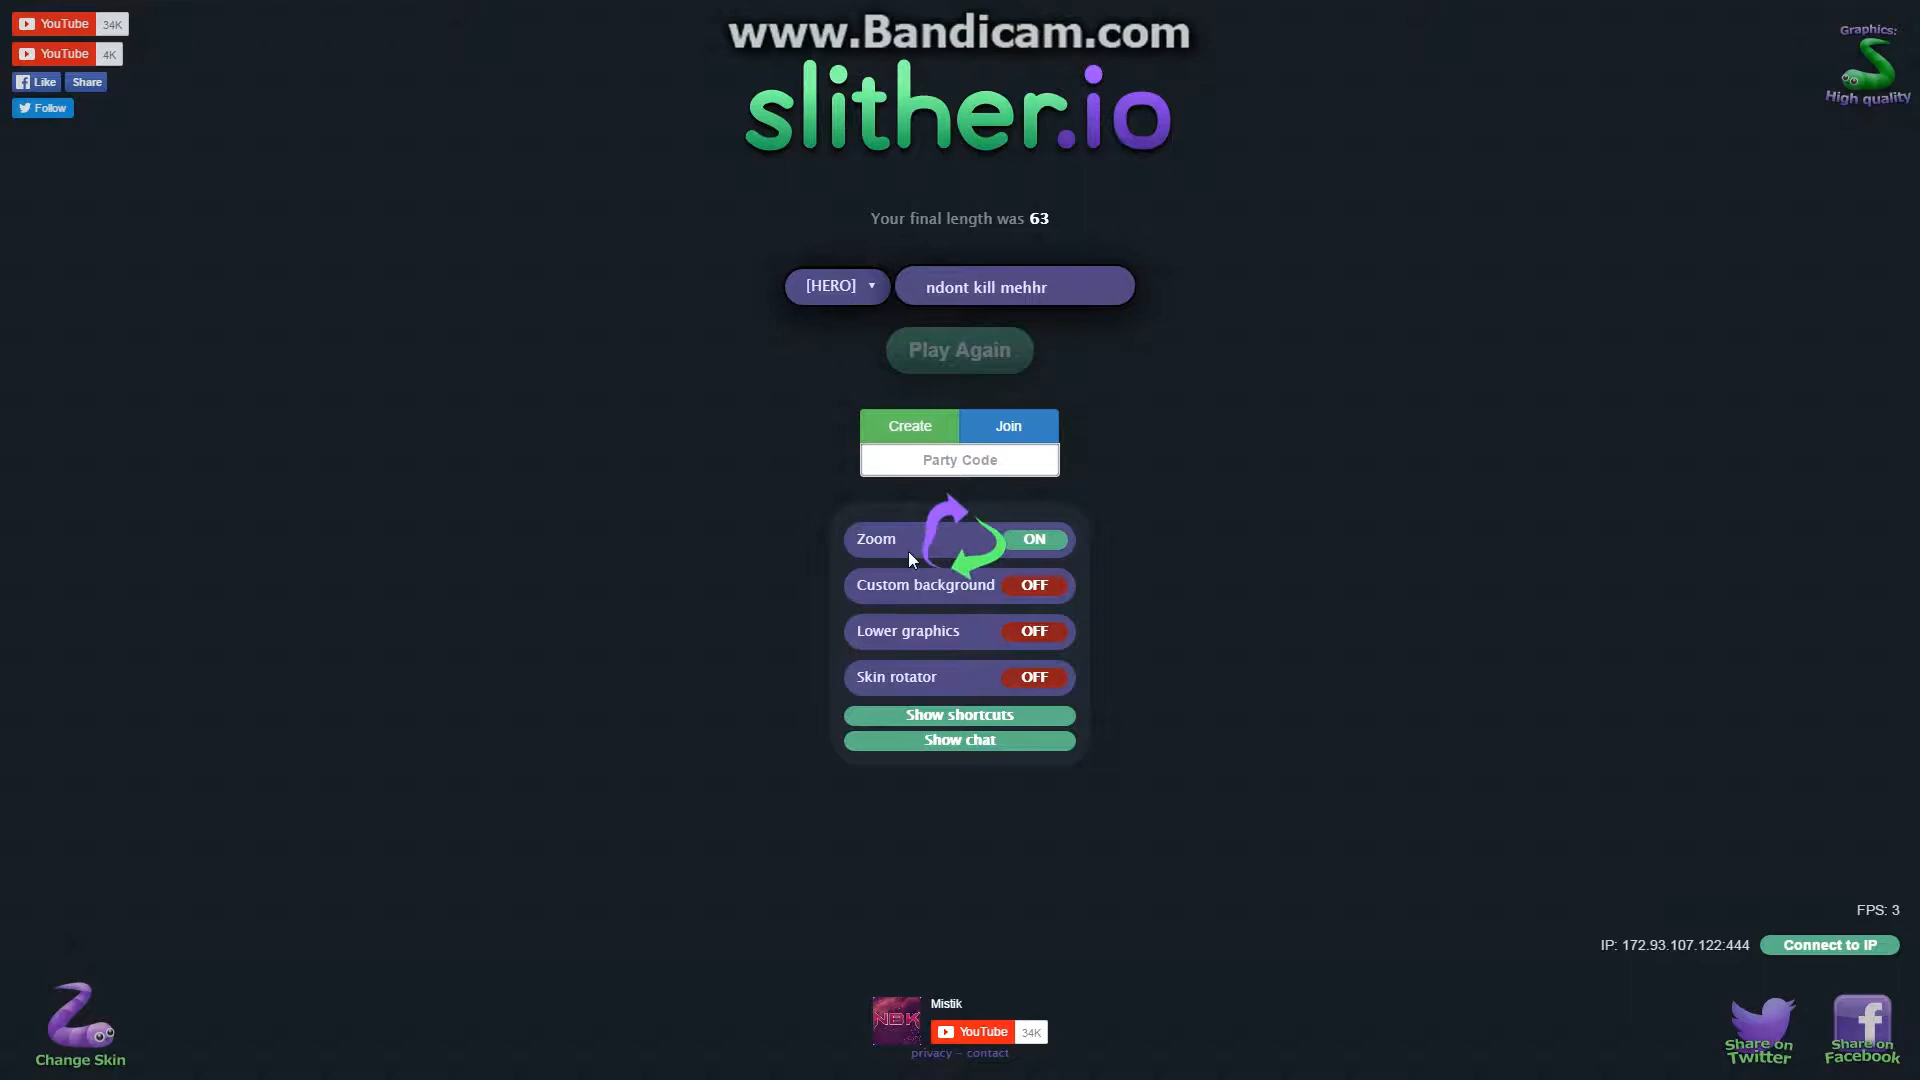 YouTube 34K
YouTube 4K
Like Share
Follow
www.Bandicam.com
slither.io
Graphics:
High quality
Your final length was 63
[HERO] ▾ ndont kill mehhr
Play Again
Create Join
Party Code
Zoom ON
Custom background OFF
Lower graphics OFF
Skin rotator OFF
Show shortcuts
Show chat
FPS: 3
IP: 172.93.107.122:444 Connect to IP
Change Skin
NBK
Mistik
YouTube 34K
privacy - contact
Share on
Twitter
Share on
Facebook